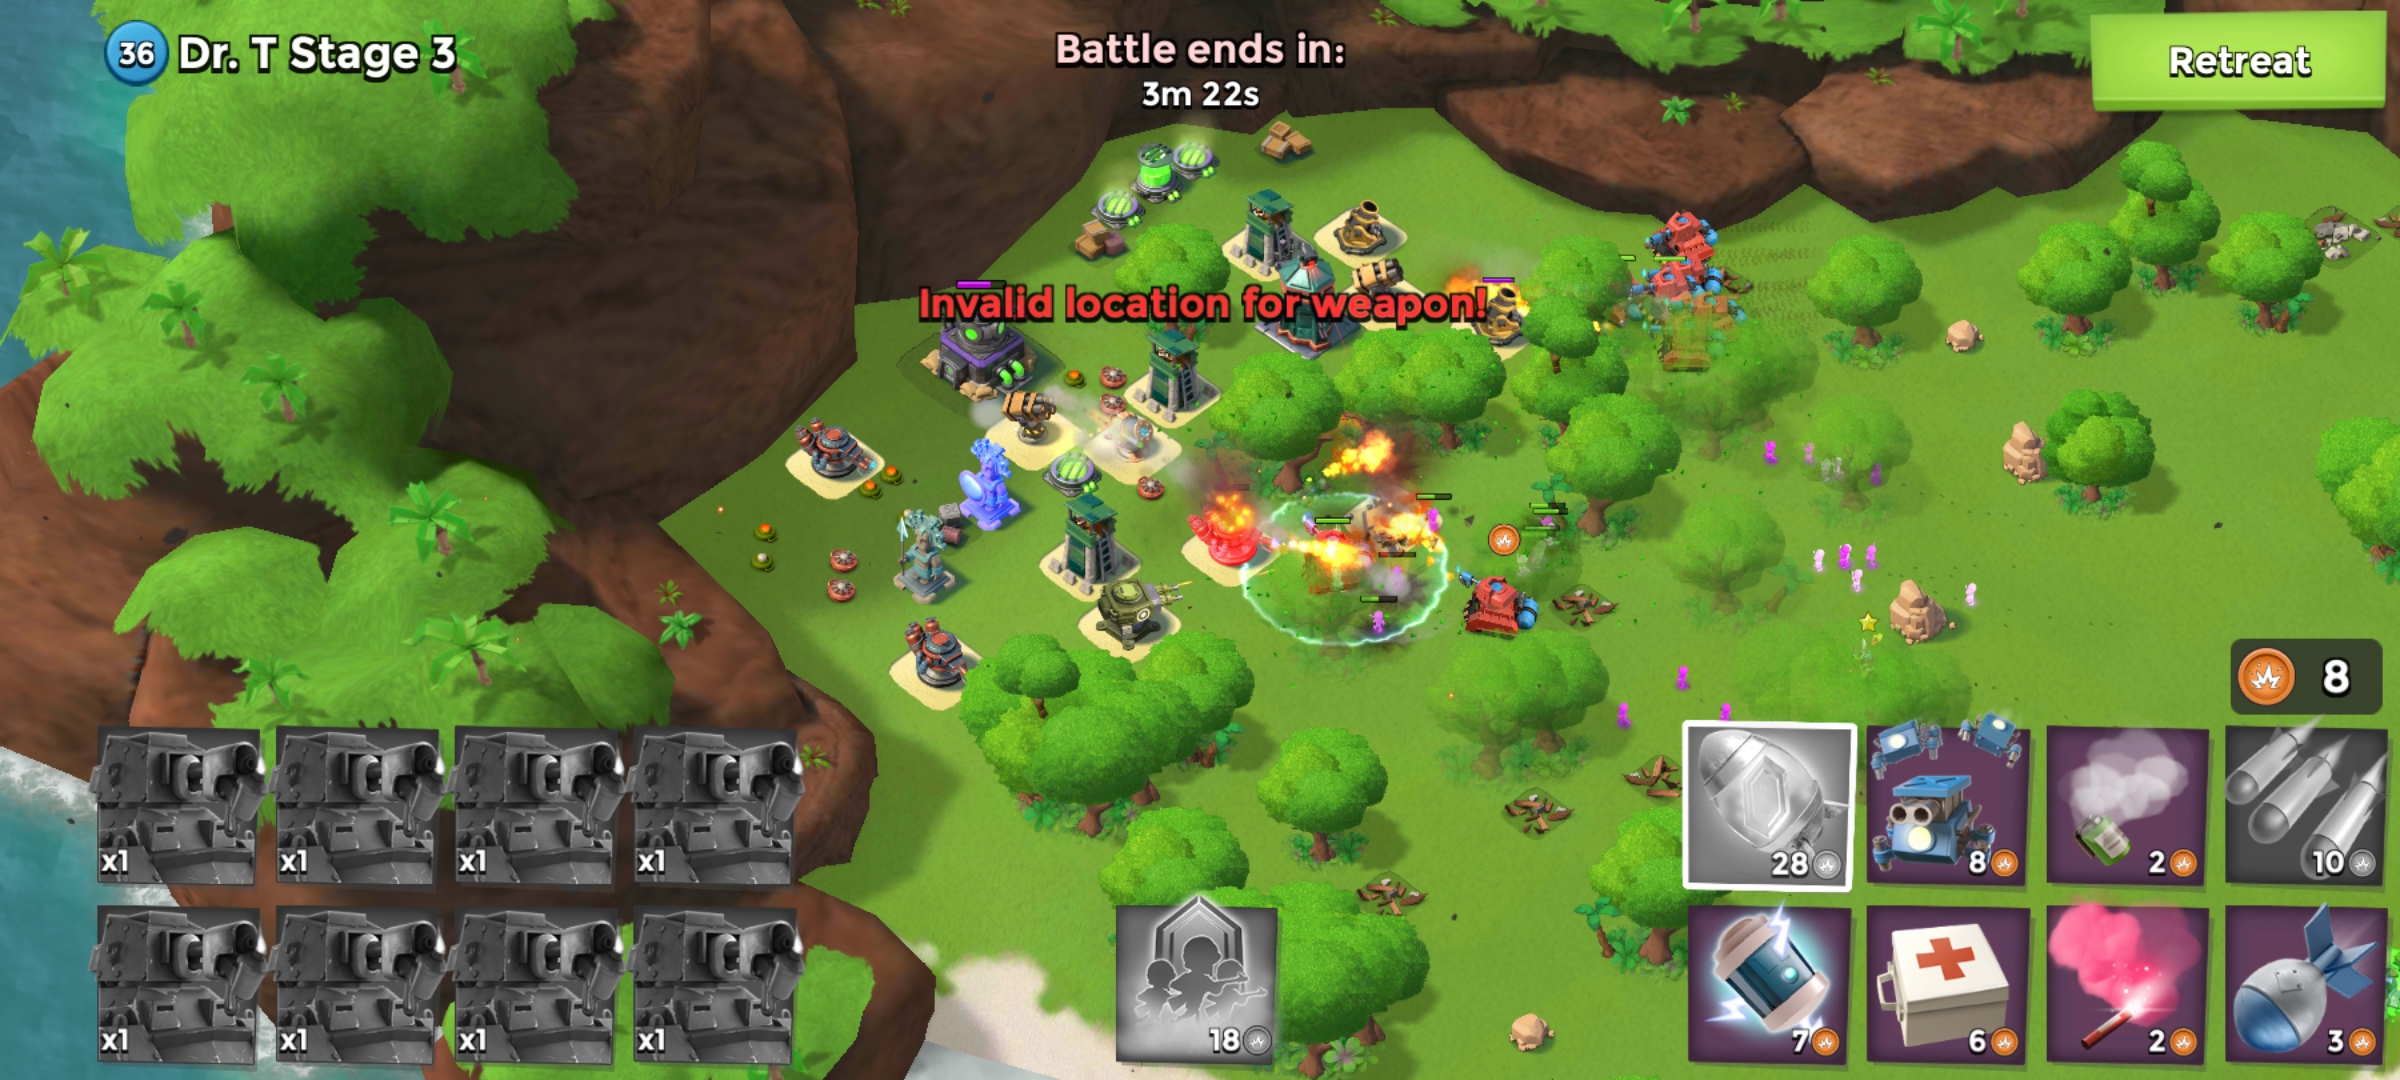 36 Dr. T Stage 3
Battle ends in:
3m 22s
Retreat
Invalid location for weapon!
8
x1 x1 x1 x1
28 8 2 10
x1 x1 x1 x1
18
7 6 2 3